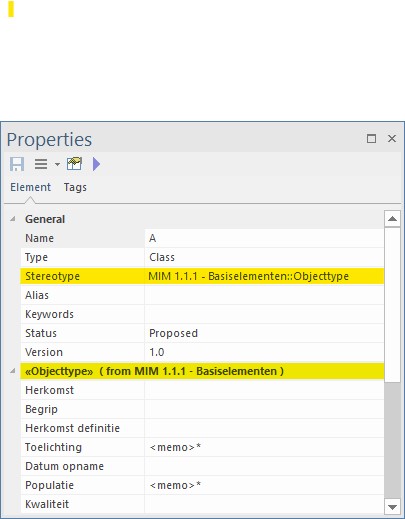 Properties
Element Tags
General
Name A
Type Class
Stereotype MIM 1.1.1 - Basiselementen::Objecttype
Alias
Keywords
Status Proposed
Version 1.0
«Objecttype» ( from MIM 1.1.1 - Basiselementen )
Herkomst
Begrip
Herkomst definitie
Toelichting <memo>*
Datum opname
Populatie <memo>*
Kwaliteit